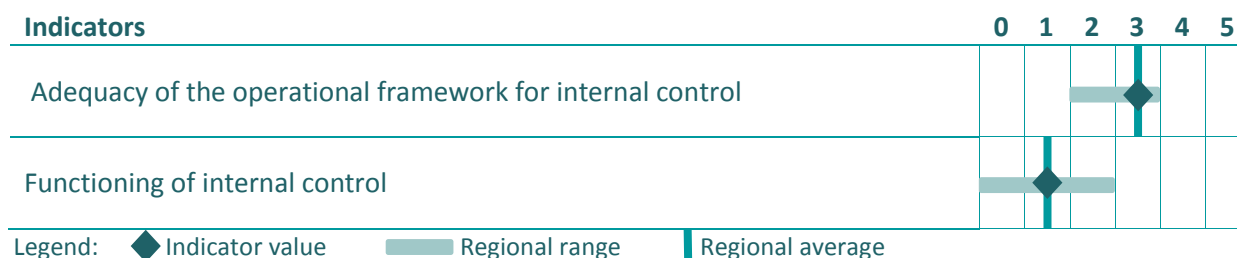 Indicators 0 1 2 3 4 5
Adequacy of the operational framework for internal control
Functioning of internal control
Legend: Indicator value Regional range Regional average